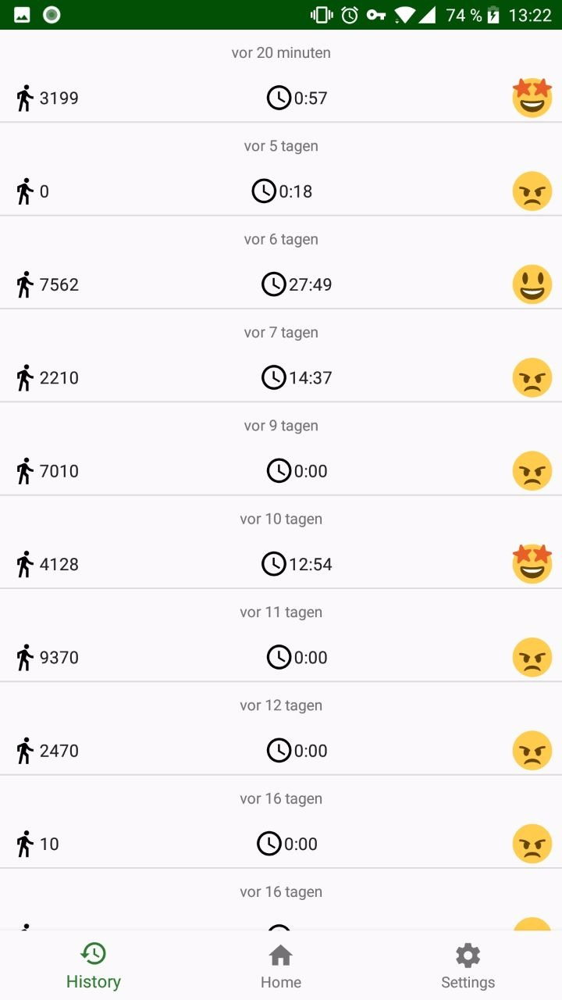 74 % 13:22
vor 20 minuten
3199 0:57
vor 5 tagen
0 0:18
vor 6 tagen
7562 27:49
vor 7 tagen
2210 14:37
vor 9 tagen
7010 0:00
vor 10 tagen
4128 12:54
vor 11 tagen
9370 0:00
vor 12 tagen
2470 0:00
vor 16 tagen
10 0:00
vor 16 tagen
History Home Settings